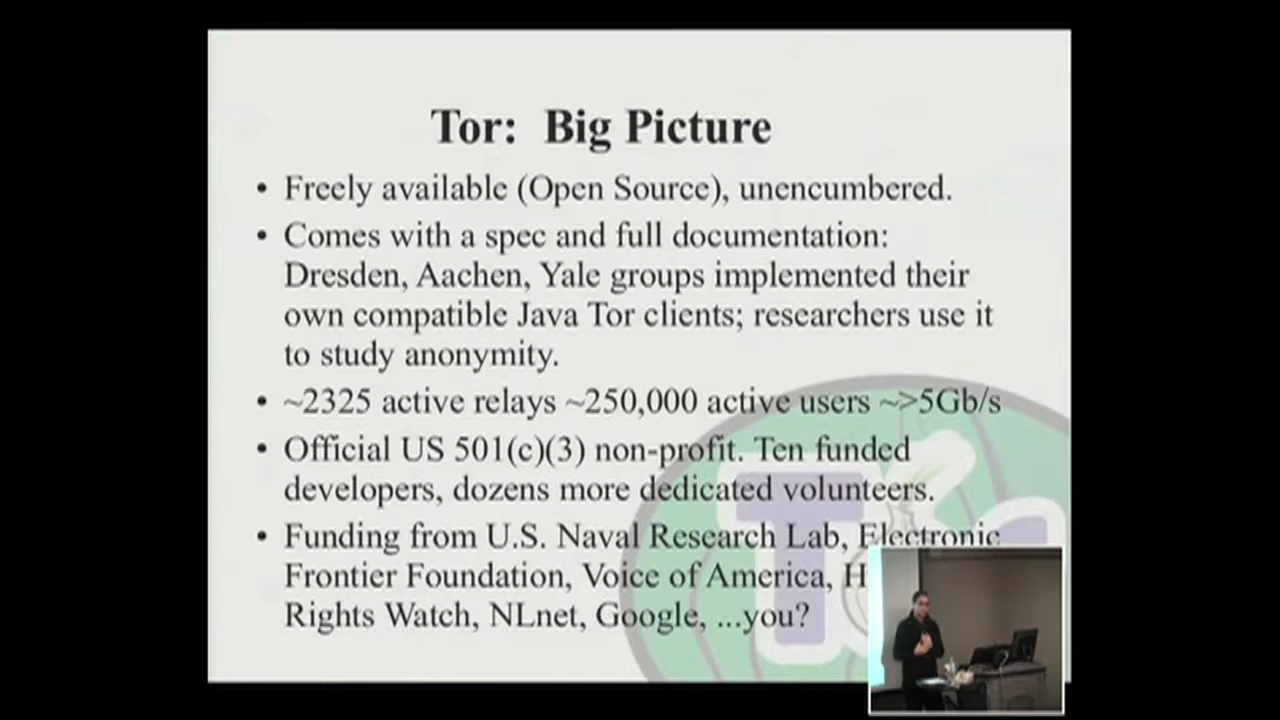 Tor: Big Picture
• Freely available (Open Source), unencumbered.
• Comes with a spec and full documentation:
Dresden, Aachen, Yale groups implemented their
own compatible Java Tor clients; researchers use it
to study anonymity.
• ~2325 active relays ~250,000 active users ~>5Gb/s
• Official US 501(c)(3) non-profit. Ten funded
developers, dozens more dedicated volunteers.
• Funding from U.S. Naval Research Lab, Electronic
Frontier Foundation, Voice of America, H
Rights Watch, NLnet, Google, ...you?